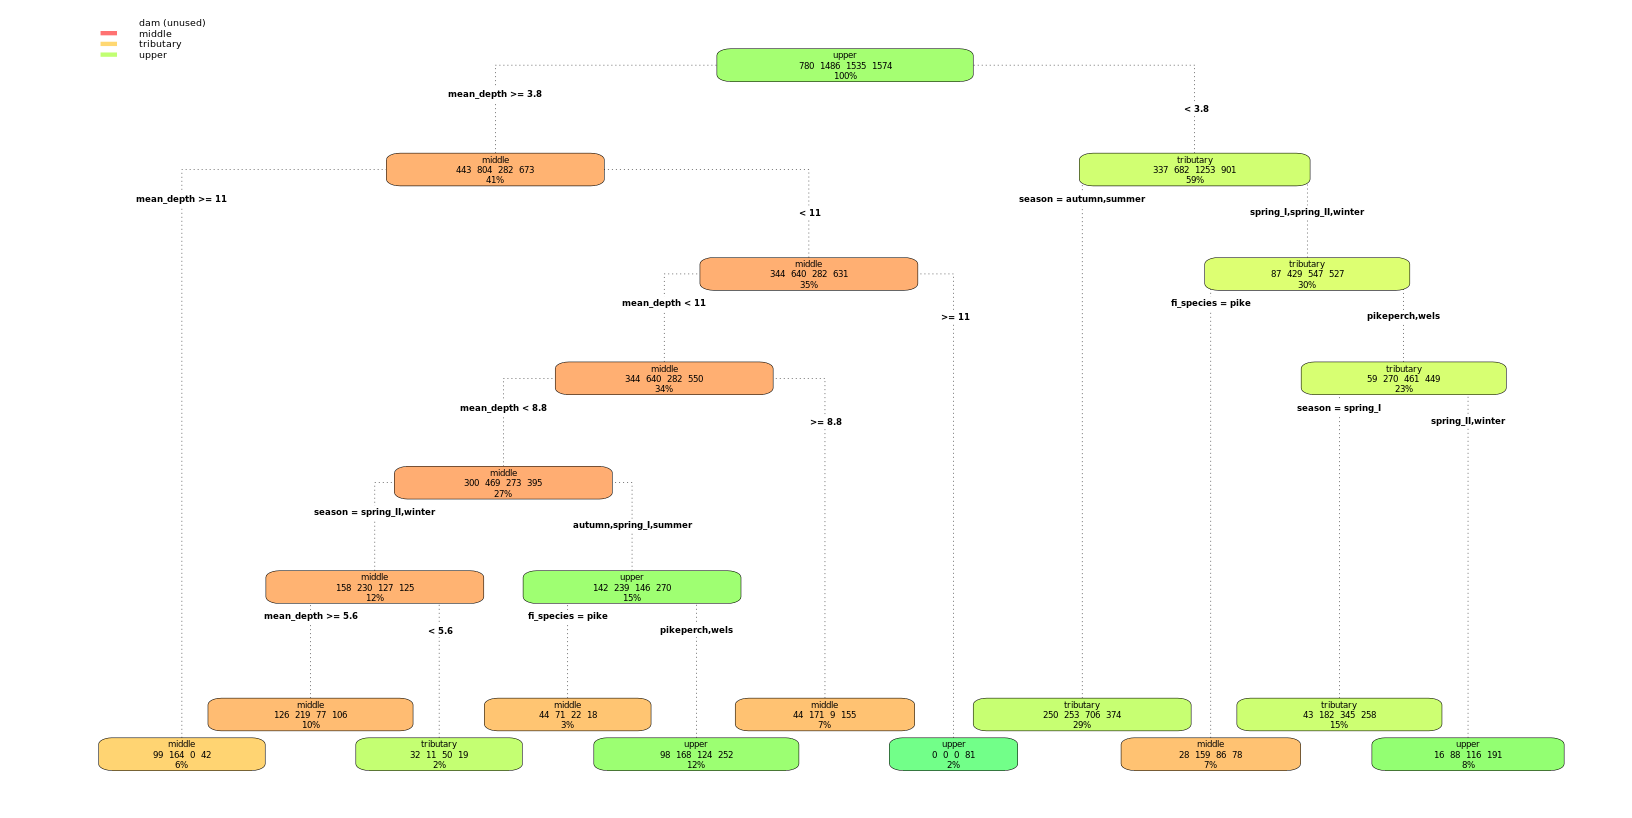 dam (unused)
middle
tributary
upper
upper
780 1486 1535 1574
100%
mean_depth >= 3.8
< 3.8
middle
443 804 282 673
41%
tributary
337 682 1253 901
59%
mean_depth >= 11
< 11
season = autumn,summer
spring_I,spring_II,winter
middle
344 640 282 631
35%
tributary
87 429 547 527
30%
mean_depth < 11
>= 11
fi_species = pike
pikeperch,wels
middle
344 640 282 550
34%
tributary
59 270 461 449
23%
mean_depth < 8.8
>= 8.8
season = spring_I
spring_II,winter
middle
300 469 273 395
27%
season = spring_II,winter
autumn,spring_I,summer
middle
158 230 127 125
12%
upper
142 239 146 270
15%
mean_depth >= 5.6
< 5.6
fi_species = pike
pikeperch,wels
middle
126 219 77 106
10%
middle
44 71 22 18
3%
middle
44 171 9 155
7%
tributary
250 253 706 374
29%
tributary
43 182 345 258
15%
middle
99 164 0 42
6%
tributary
32 11 50 19
2%
upper
98 168 124 252
12%
upper
0 0 0 81
2%
middle
28 159 86 78
7%
upper
16 88 116 191
8%